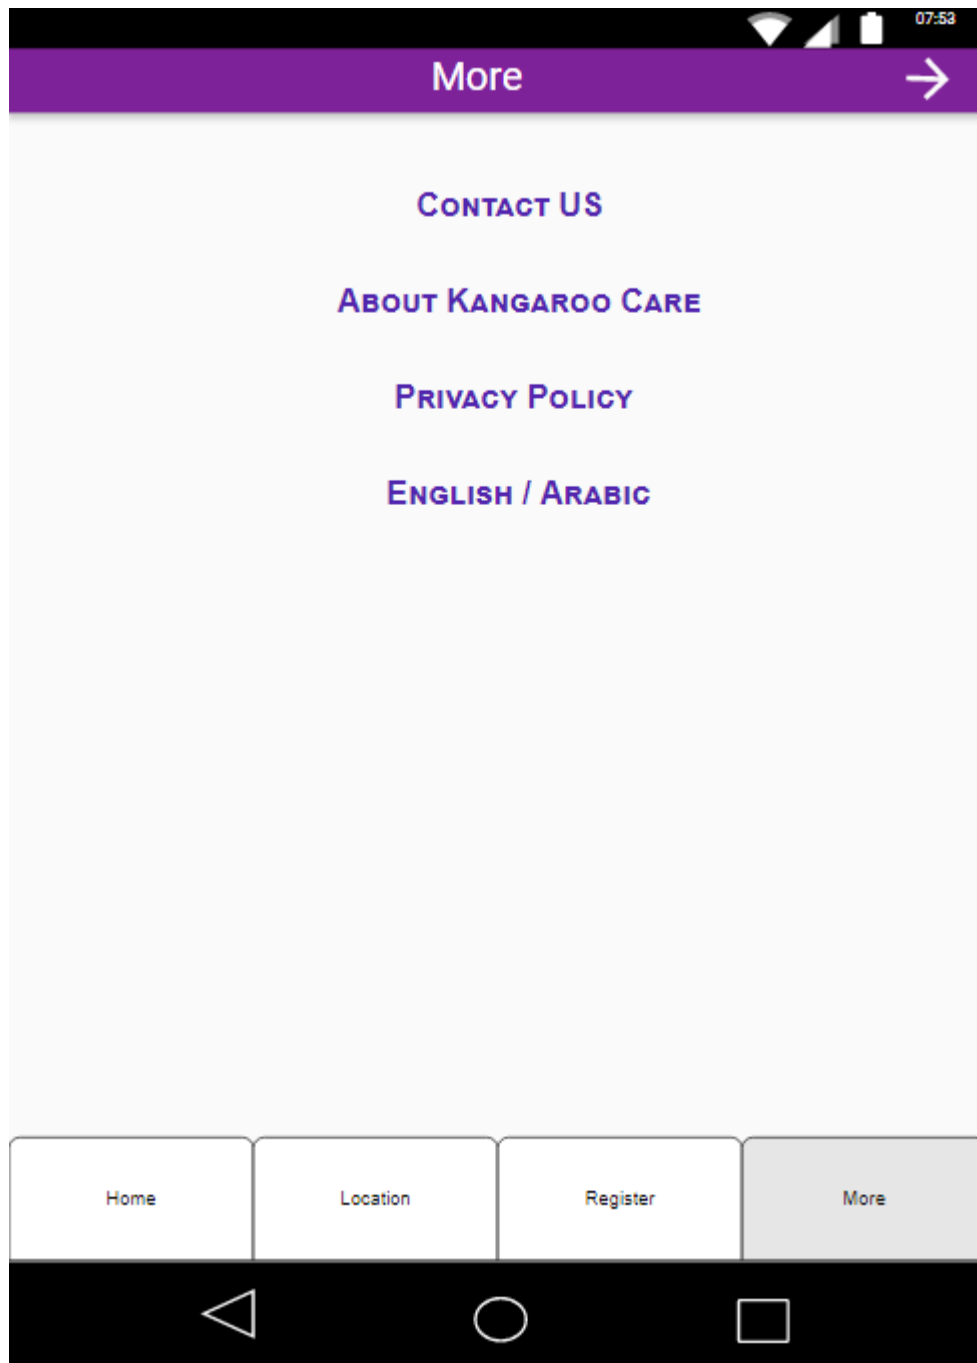 07:53
More
Contact US
About Kangaroo Care
Privacy Policy
English / Arabic
Home
Location
Register
More